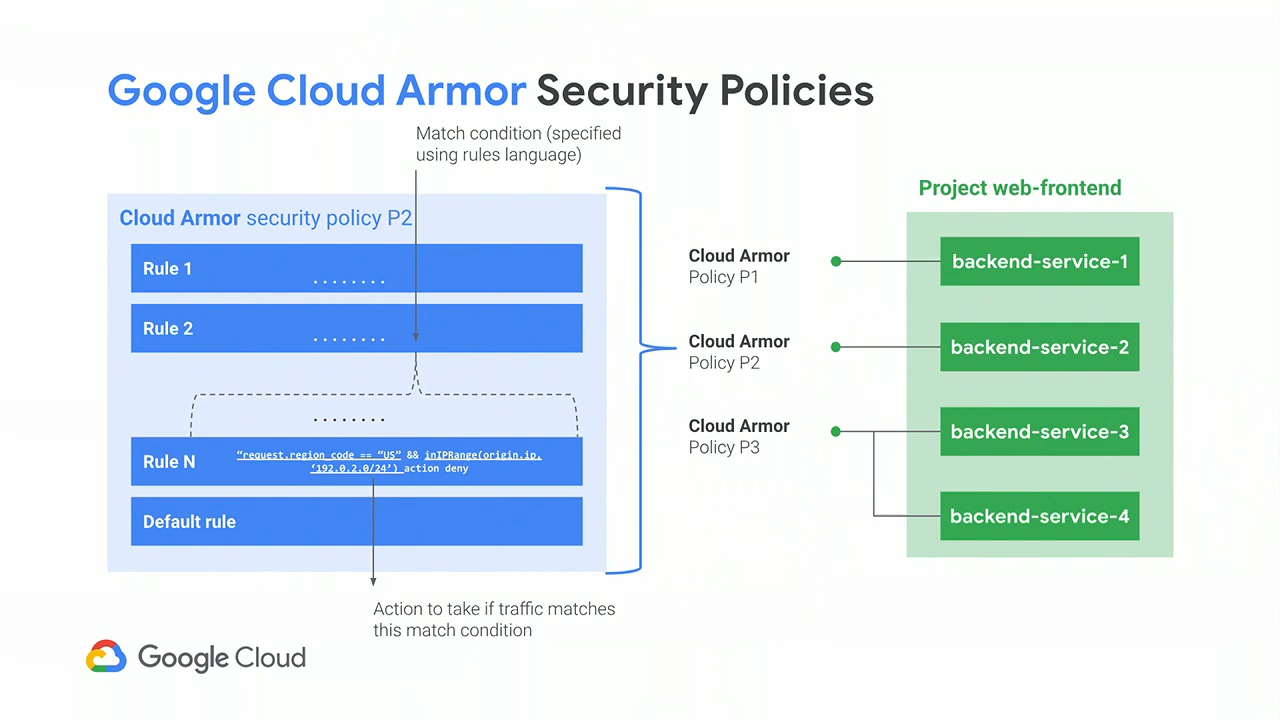 Google Cloud Armor Security Policies
Match condition (specified
using rules language)
Cloud Armor security policy P2
Rule 1
........
Rule 2
........
........
Rule N
“request.region_code == “US” && inIPRange(origin.ip,
‘192.0.2.0/24’) action deny
Default rule
Action to take if traffic matches
this match condition
Cloud Armor
Policy P1
Cloud Armor
Policy P2
Cloud Armor
Policy P3
Project web-frontend
backend-service-1
backend-service-2
backend-service-3
backend-service-4
Google Cloud